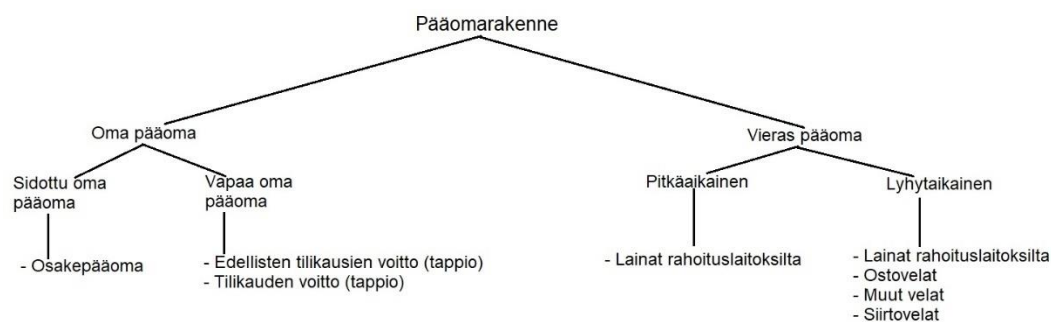 Pääomarakenne
Oma pääoma
Vieras pääoma
Sidottu oma
pääoma
Vapaa oma
pääoma
Pitkäaikainen
Lyhytaikainen
- Osakepääoma
- Edellisten tilikausien voitto (tappio)
- Tilikauden voitto (tappio)
- Lainat rahoituslaitoksilta
- Lainat rahoituslaitoksilta
- Ostovelat
- Muut velat
- Siirtovelat